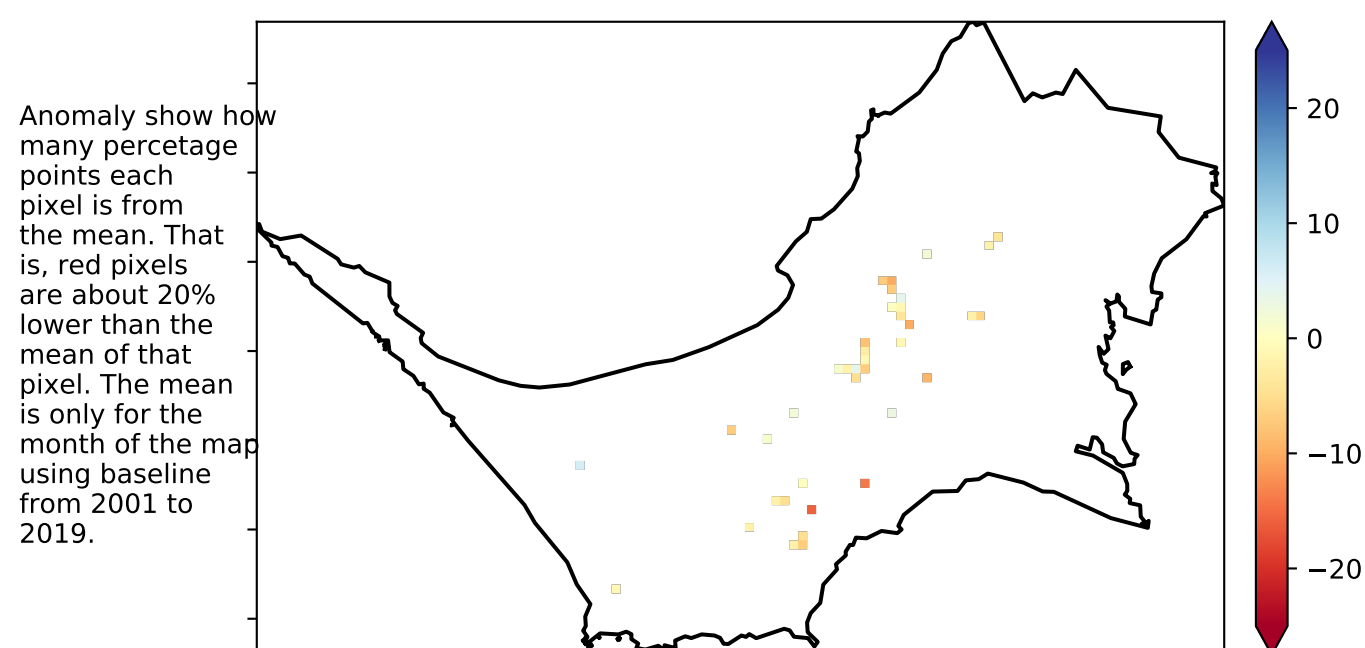 Anomaly show how
many percetage
points each
pixel is from
the mean. That
is, red pixels
are about 20%
lower than the
mean of that
pixel. The mean
is only for the
month of the map
using baseline
from 2001 to
2019.
20
10
0
−10
−20